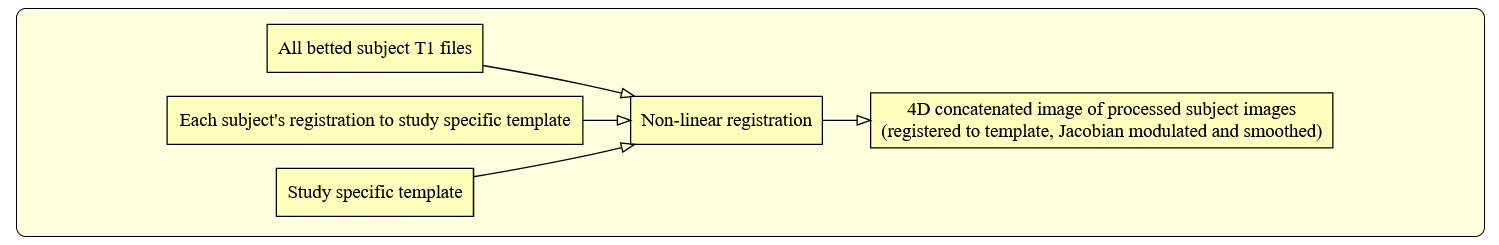 All betted subject T1 files
Each subject's registration to study specific template
Study specific template
Non-linear registration
4D concatenated image of processed subject images
(registered to template, Jacobian modulated and smoothed)